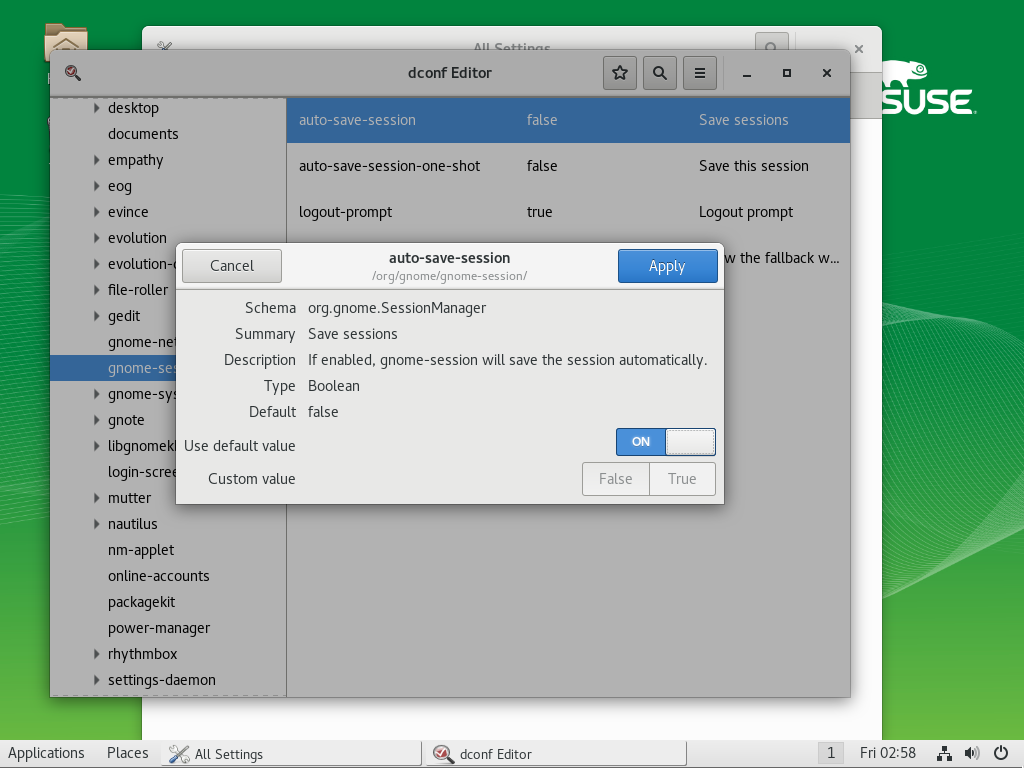 All Settings
dconf Editor
SUSE
desktop
documents
empathy
eog
evince
evolution
evolution-
file-roller
gedit
gnome-net
gnome-ses
gnome-sys
gnote
libgnomek
login-scree
mutter
nautilus
nm-applet
online-accounts
packagekit
power-manager
rhythmbox
settings-daemon
auto-save-session false Save sessions
auto-save-session-one-shot false Save this session
logout-prompt true Logout prompt
w the fallback w...
Cancel
auto-save-session
/org/gnome/gnome-session/
Apply
Schema org.gnome.SessionManager
Summary Save sessions
Description If enabled, gnome-session will save the session automatically.
Type Boolean
Default false
Use default value ON
Custom value False True
Applications Places All Settings dconf Editor 1 Fri 02:58